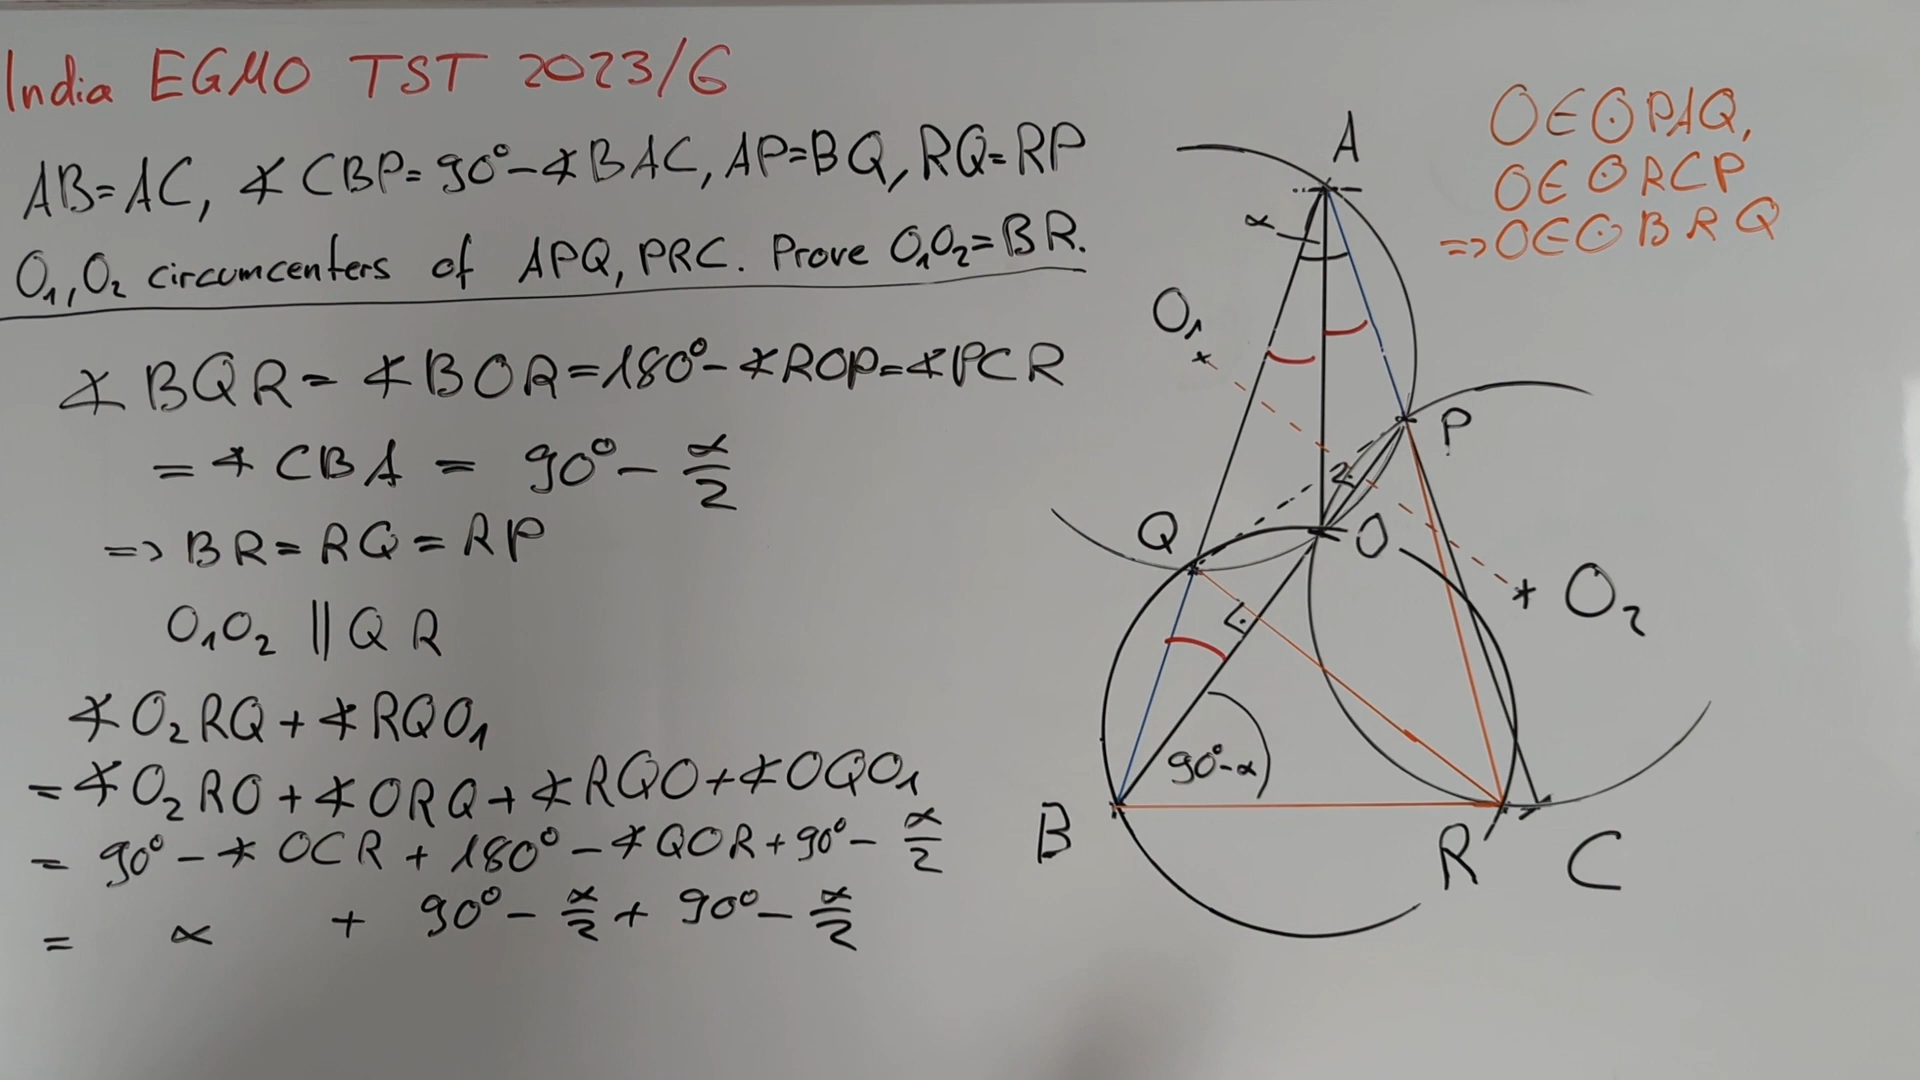 India EGMO TST 2023/6
AB=AC, ∢CBP=90°-∢BAC, AP=BQ, RQ=RP
O₁,O₂ circumcenters of APQ, PRC. Prove O₁O₂=BR.
∢BQR=∢BOR=180°-∢ROP=∢PCR
=∢CBA=90°-α/2
=>BR=RQ=RP
O₁O₂ || QR
∢O₂RQ+∢RQO₁
=∢O₂RO+∢ORQ+∢RQO+∢OQO₁
=90°-∢OCR+180°-∢QOR+90°-α/2
= α + 90°-α/2+90°-α/2
O∈⊙PAQ,
O∈⊙RCP
=>O∈⊙BRQ
A
α
O₁
P
Q
O
O₂
90°-α
B
R
C